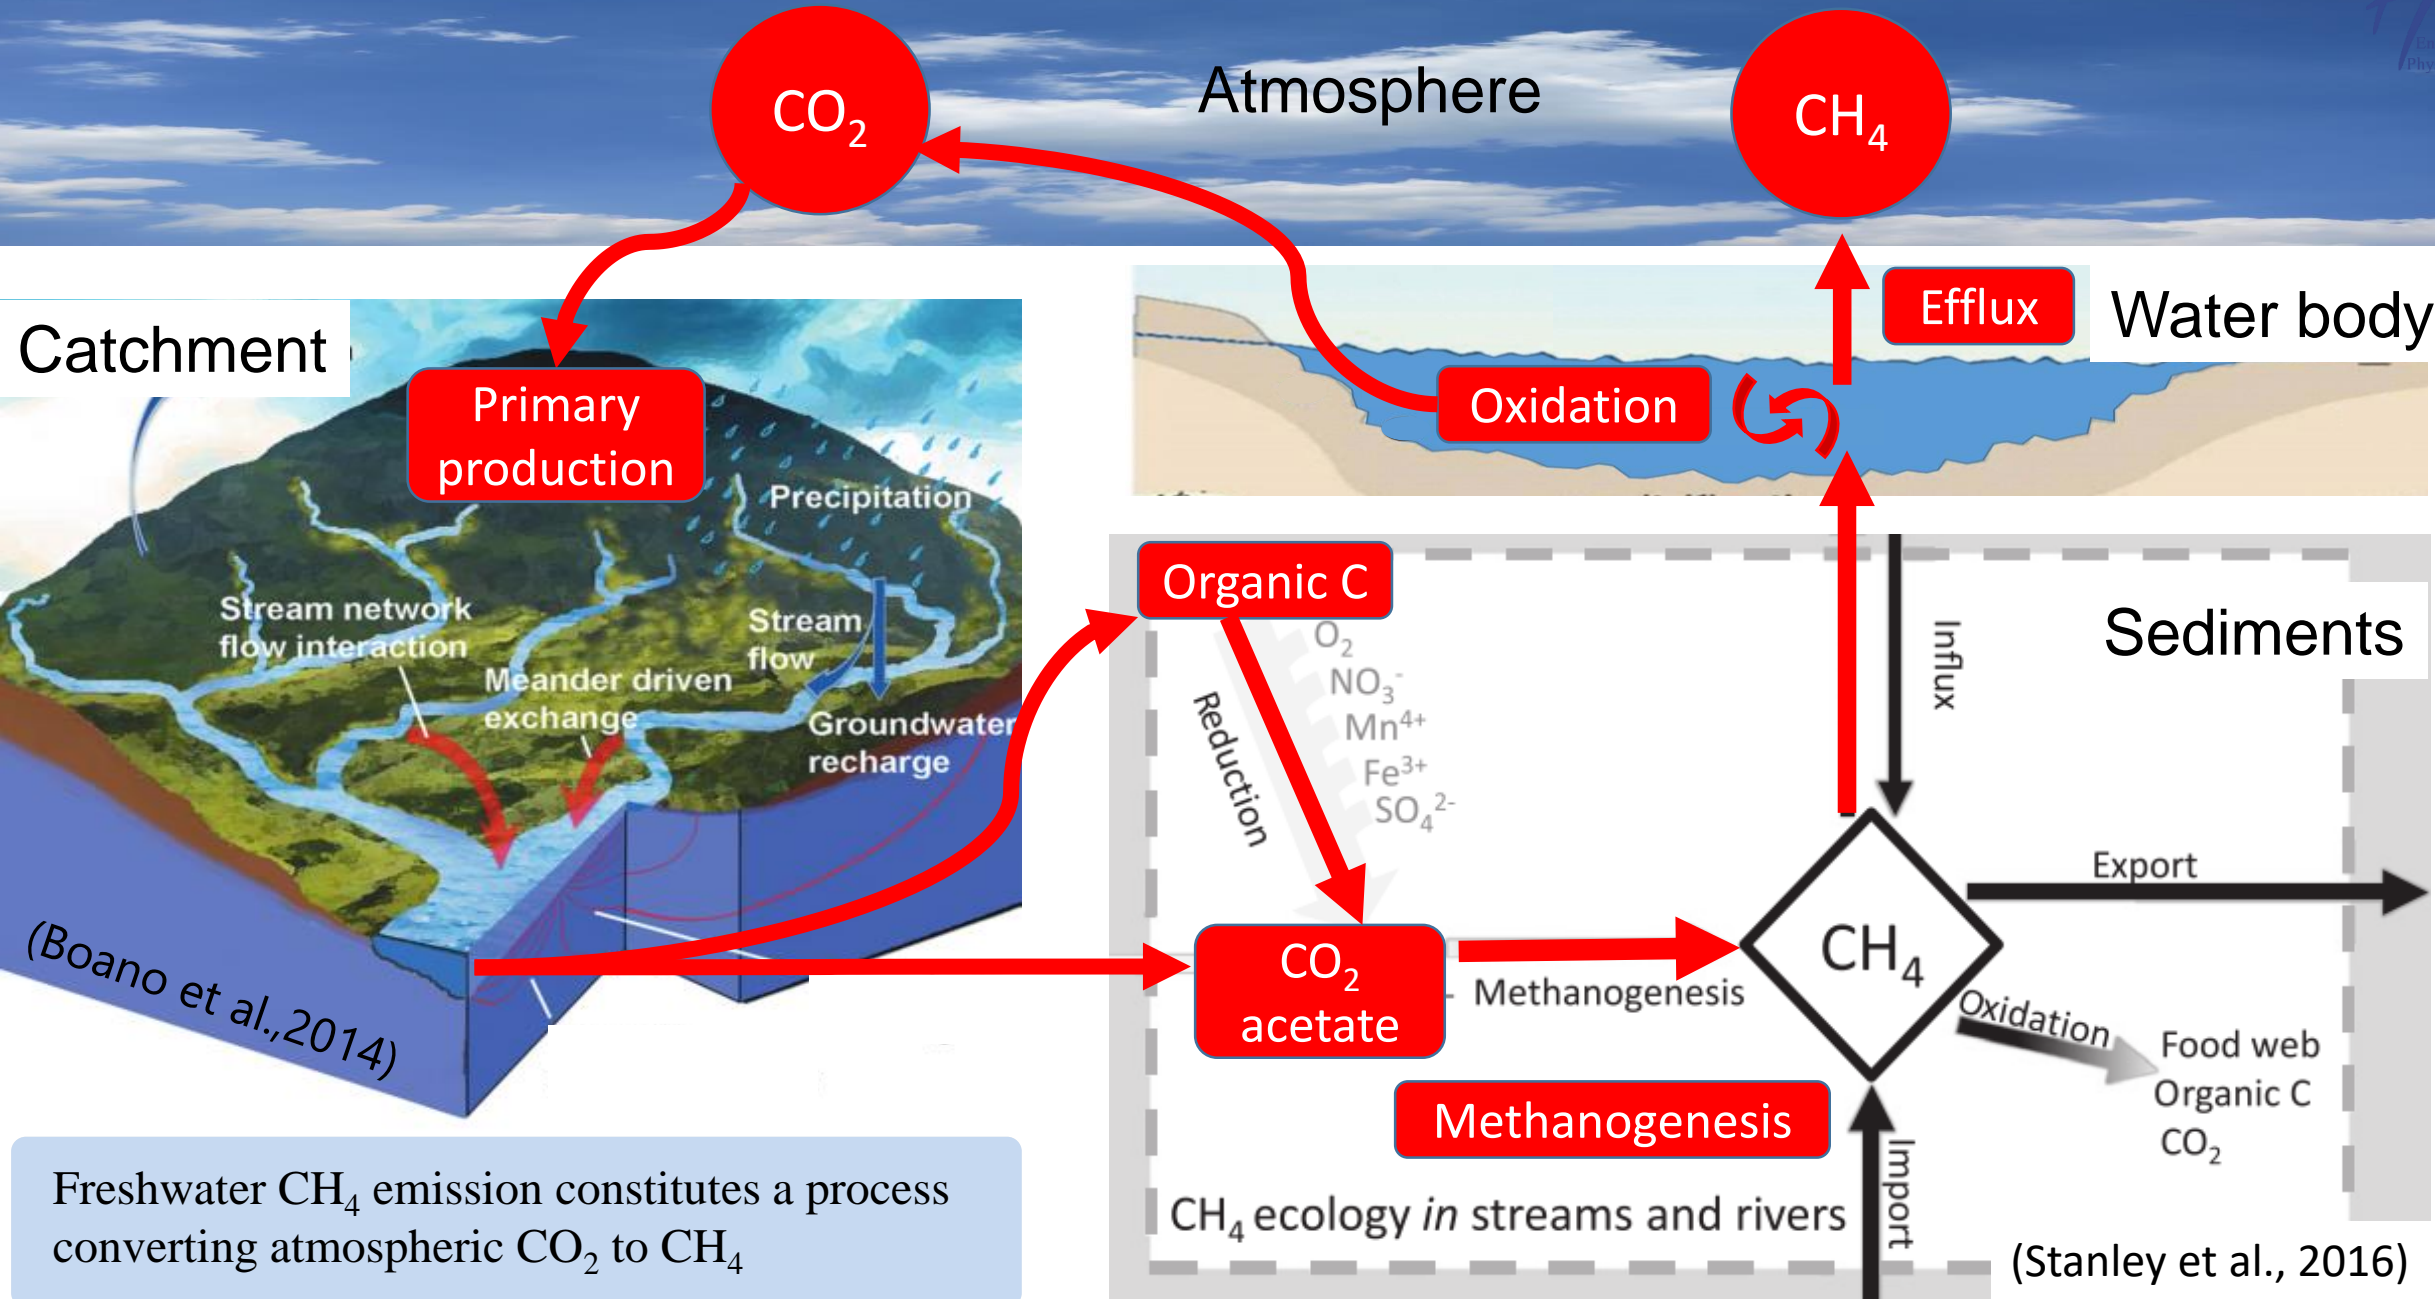 CO₂
Atmosphere
CH₄
Efflux
Water body
Catchment
Primary
production
Oxidation
Precipitation
Stream network
flow interaction
Stream
flow
Meander driven
exchange
Groundwater
recharge
(Boano et al.,2014)
Organic C
Sediments
O₂
NO₃⁻
Mn⁴⁺
Fe³⁺
SO₄²⁻
Reduction
Influx
Export
CO₂
acetate
Methanogenesis
CH₄
Oxidation
Food web
Organic C
CO₂
Methanogenesis
Import
CH₄ ecology in streams and rivers
(Stanley et al., 2016)
Freshwater CH₄ emission constitutes a process
converting atmospheric CO₂ to CH₄